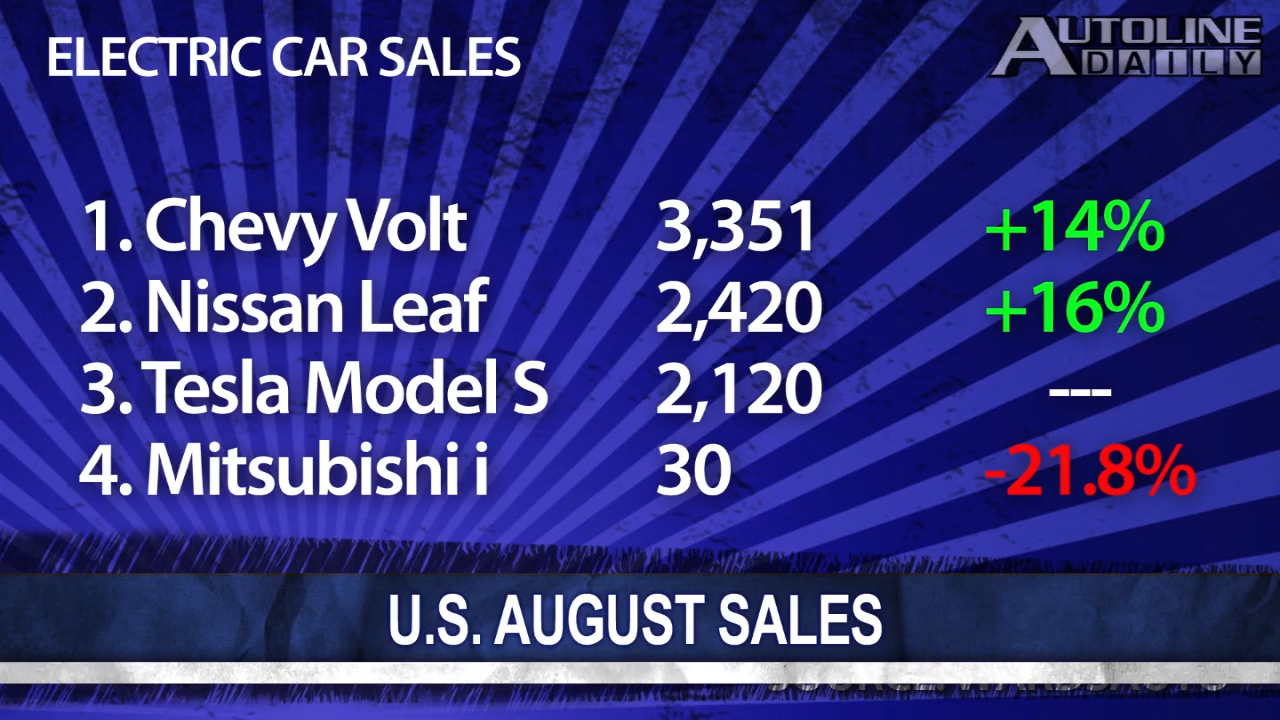 ELECTRIC CAR SALES
AUTOLINE
DAILY
1. Chevy Volt 3,351 +14%
2. Nissan Leaf 2,420 +16%
3. Tesla Model S 2,120 ---
4. Mitsubishi i 30 -21.8%
U.S. AUGUST SALES